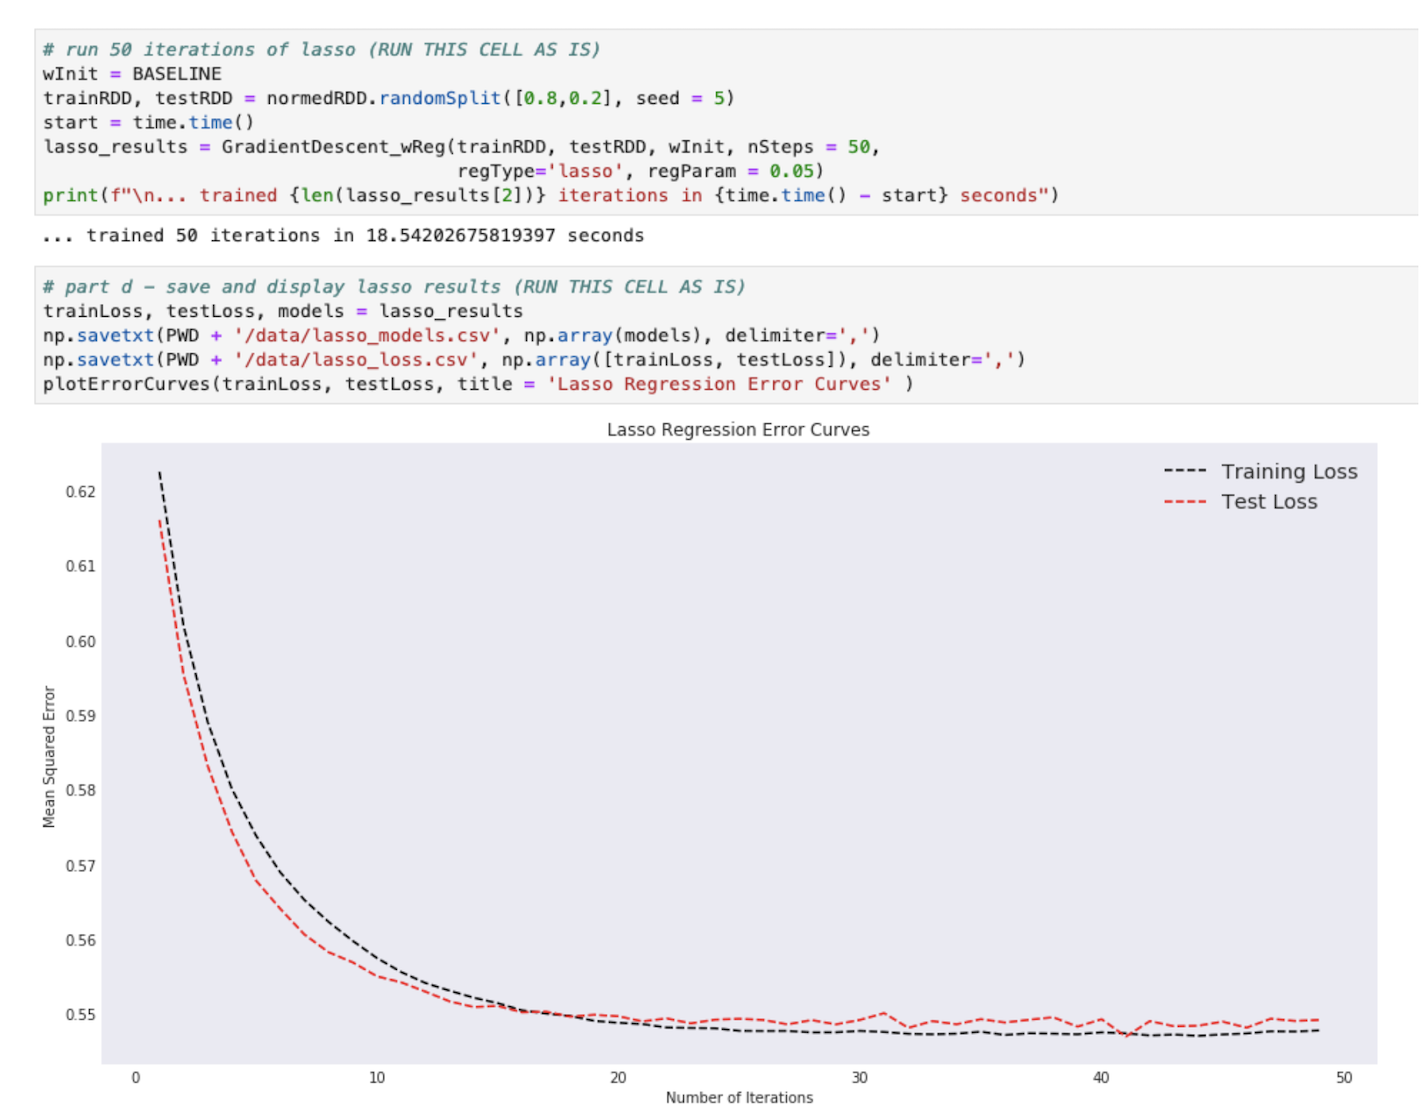 # run 50 iterations of lasso (RUN THIS CELL AS IS)
wInit = BASELINE
trainRDD, testRDD = normedRDD.randomSplit([0.8,0.2], seed = 5)
start = time.time()
lasso_results = GradientDescent_wReg(trainRDD, testRDD, wInit, nSteps = 50,
regType='lasso', regParam = 0.05)
print(f"\n... trained {len(lasso_results[2])} iterations in {time.time() - start} seconds")
... trained 50 iterations in 18.54202675819397 seconds
# part d - save and display lasso results (RUN THIS CELL AS IS)
trainLoss, testLoss, models = lasso_results
np.savetxt(PWD + '/data/lasso_models.csv', np.array(models), delimiter=',')
np.savetxt(PWD + '/data/lasso_loss.csv', np.array([trainLoss, testLoss]), delimiter=',')
plotErrorCurves(trainLoss, testLoss, title = 'Lasso Regression Error Curves' )
Lasso Regression Error Curves
Training Loss
Test Loss
0.62
0.61
0.60
0.59
0.58
0.57
0.56
0.55
Mean Squared Error
0 10 20 30 40 50
Number of Iterations